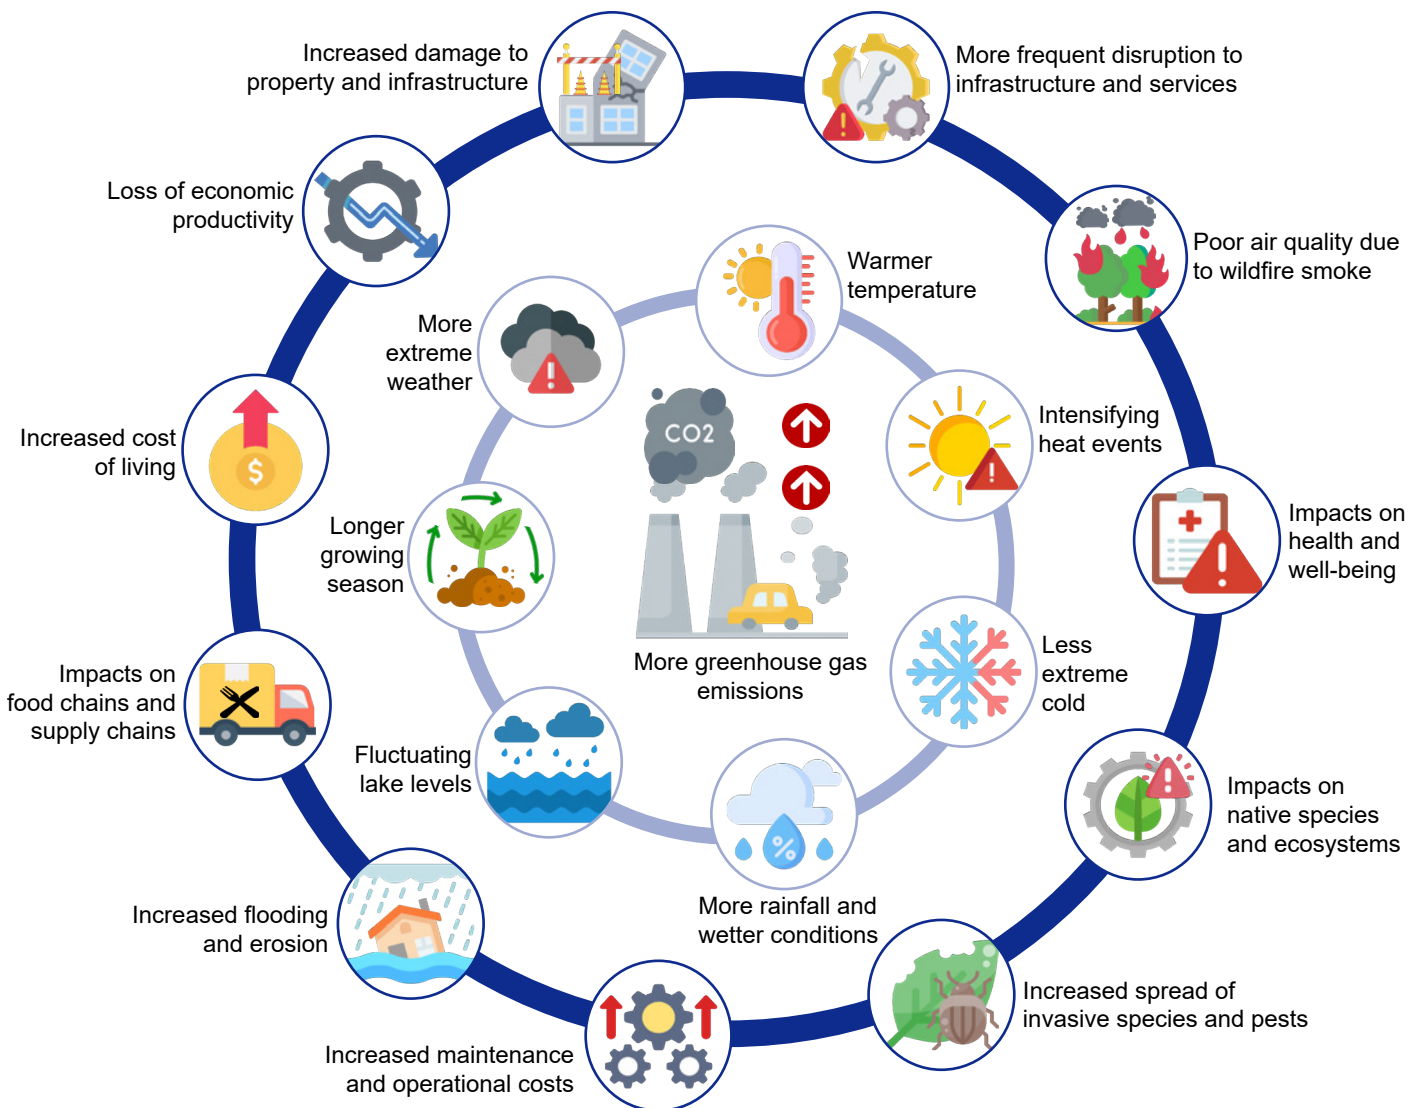 Increased damage to
property and infrastructure
More frequent disruption to
infrastructure and services
Loss of economic
productivity
Poor air quality due
to wildfire smoke
Warmer
temperature
More
extreme
weather
Intensifying
heat events
CO2
Increased cost
of living
Longer
growing
season
$
Impacts on
health and
well-being
More greenhouse gas
emissions
Less
extreme
cold
Impacts on
food chains and
supply chains
Fluctuating
lake levels
%
Impacts on
native species
and ecosystems
More rainfall and
wetter conditions
Increased flooding
and erosion
Increased spread of
invasive species and pests
Increased maintenance
and operational costs